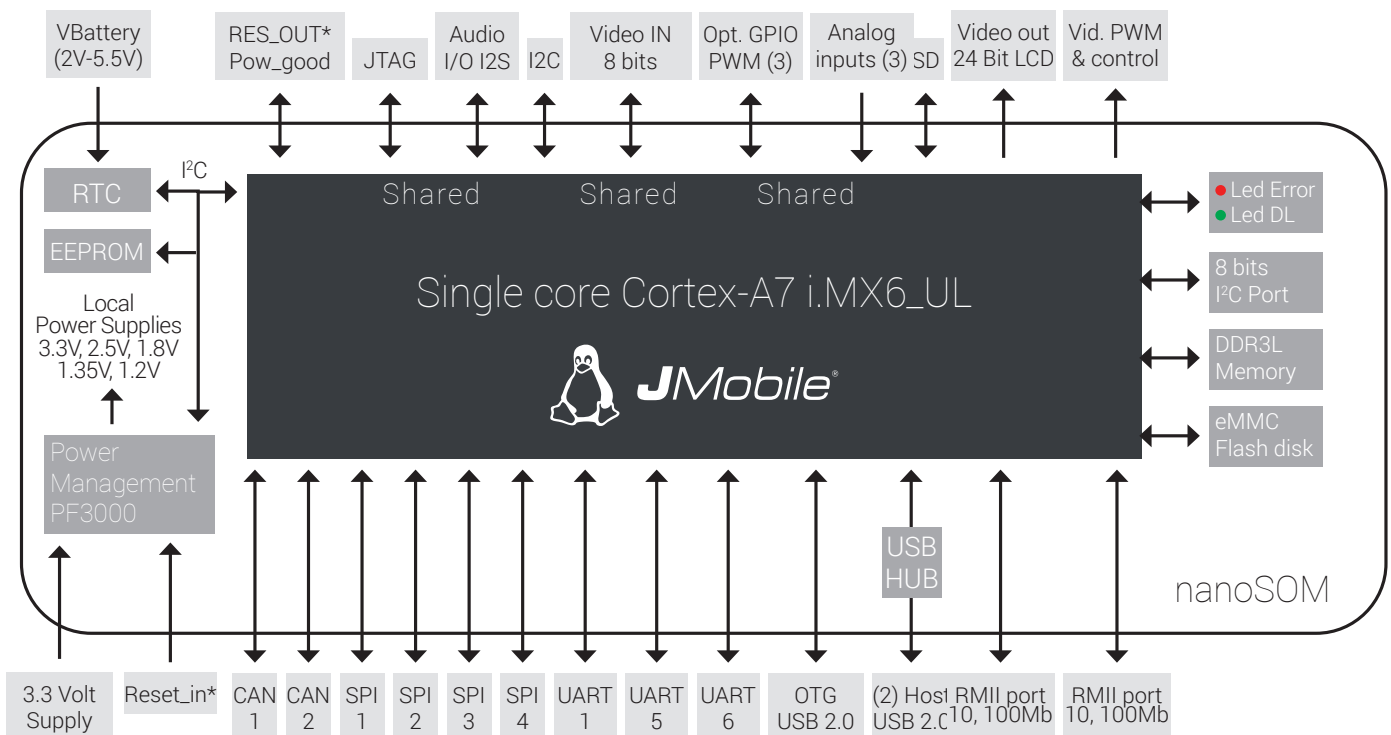 VBattery
(2V-5.5V)
RES_OUT*
Pow_good
JTAG
Audio
I/O I2S
I2C
Video IN
8 bits
Opt. GPIO
PWM (3)
Analog
inputs (3)
SD
Video out
24 Bit LCD
Vid. PWM
& control
I²C
RTC
EEPROM
Local
Power Supplies
3.3V, 2.5V, 1.8V
1.35V, 1.2V
Power
Management
PF3000
Shared
Shared
Shared
Single core Cortex-A7 i.MX6_UL
JMobile®
Led Error
Led DL
8 bits
I²C Port
DDR3L
Memory
eMMC
Flash disk
USB
HUB
nanoSOM
3.3 Volt
Supply
Reset_in*
CAN
1
CAN
2
SPI
1
SPI
2
SPI
3
SPI
4
UART
1
UART
5
UART
6
OTG
USB 2.0
(2) Host
USB 2.0
RMII port
10, 100Mb
RMII port
10, 100Mb